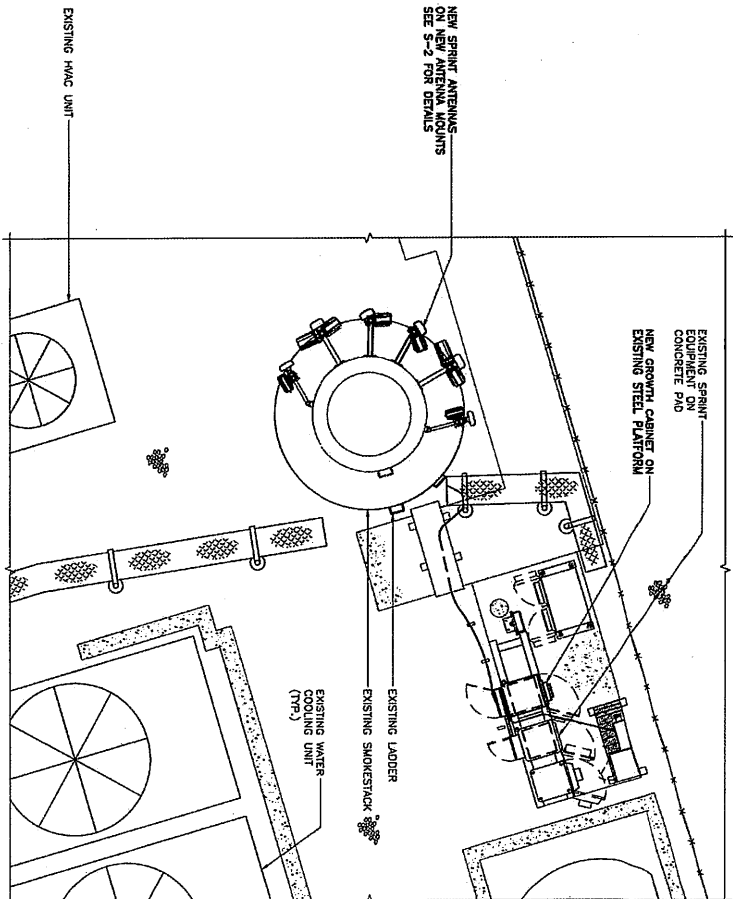 NEW SPRINT ANTENNAS
ON NEW ANTENNA MOUNTS
SEE S-2 FOR DETAILS
EXISTING HVAC UNIT
EXISTING SPRINT
EQUIPMENT ON
CONCRETE PAD
NEW GROWTH CABINET ON
EXISTING STEEL PLATFORM
EXISTING LADDER
EXISTING SMOKESTACK
EXISTING WATER
COOLING UNIT
(TYP.)